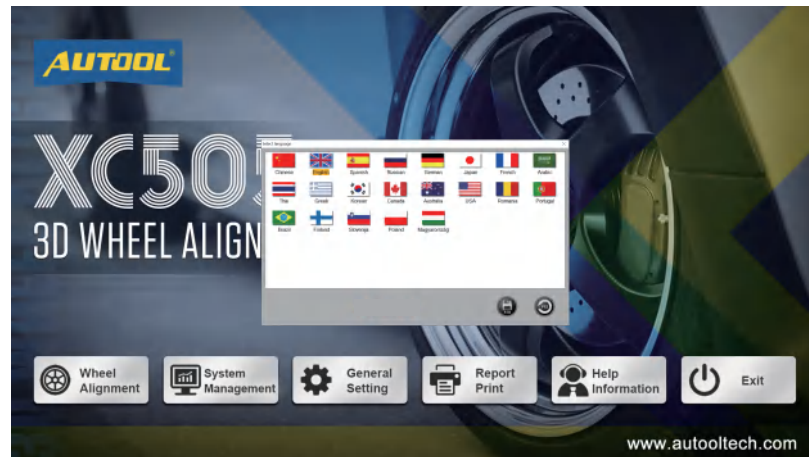 AUTOOL
XC505
3D WHEEL ALIGN
Select language
Chinese English Spanish Russian German Japan French Arabic
Thai Greek Korean Canada Australia USA Romania Portugal
Brazil Finland Slovenija Poland Magyarország
Wheel Alignment
System Management
General Setting
Report Print
Help Information
Exit
www.autooltech.com